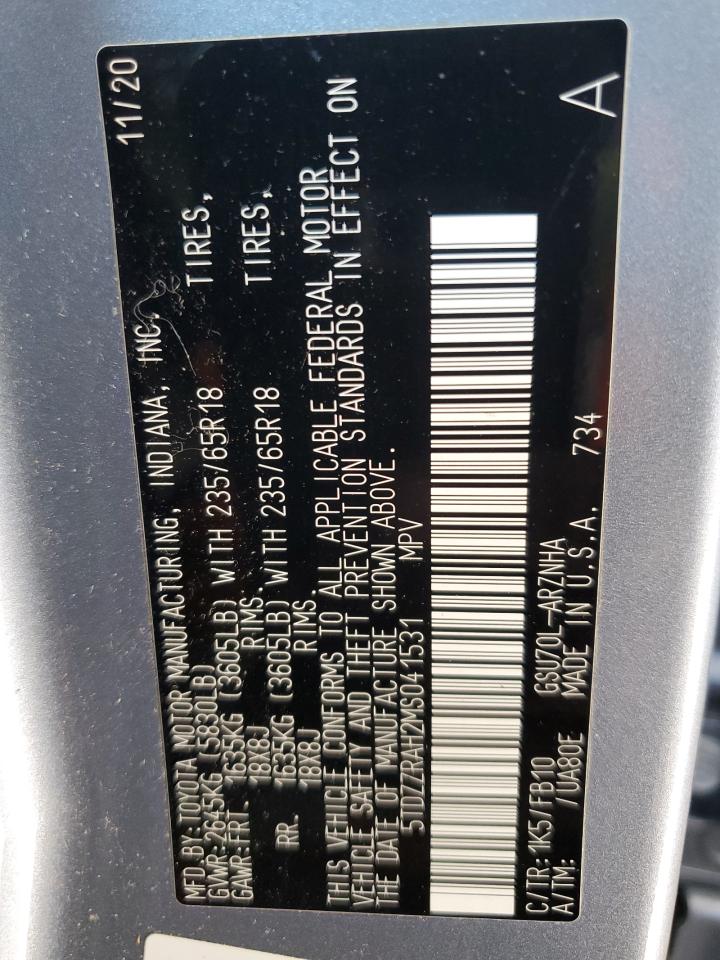 MFD BY:TOYOTA MOTOR MANUFACTURING, INDIANA, INC. 11/20
GVWR:2645KG (5830LB)
GAWR:FRT. 1635KG (3605LB) WITH 235/65R18 TIRES,
18X8J RIMS.
RR. 1635KG (3605LB) WITH 235/65R18 TIRES,
18X8J RIMS.
THIS VEHICLE CONFORMS TO ALL APPLICABLE FEDERAL MOTOR
VEHICLE SAFETY AND THEFT PREVENTION STANDARDS IN EFFECT ON
THE DATE OF MANUFACTURE SHOWN ABOVE.
5TDZZRAH2MS041531 MPV
C/TR:1K5/FB10 GSU70L-ARZNHA
A/TM: /UA80E MADE IN U.S.A. 734 A